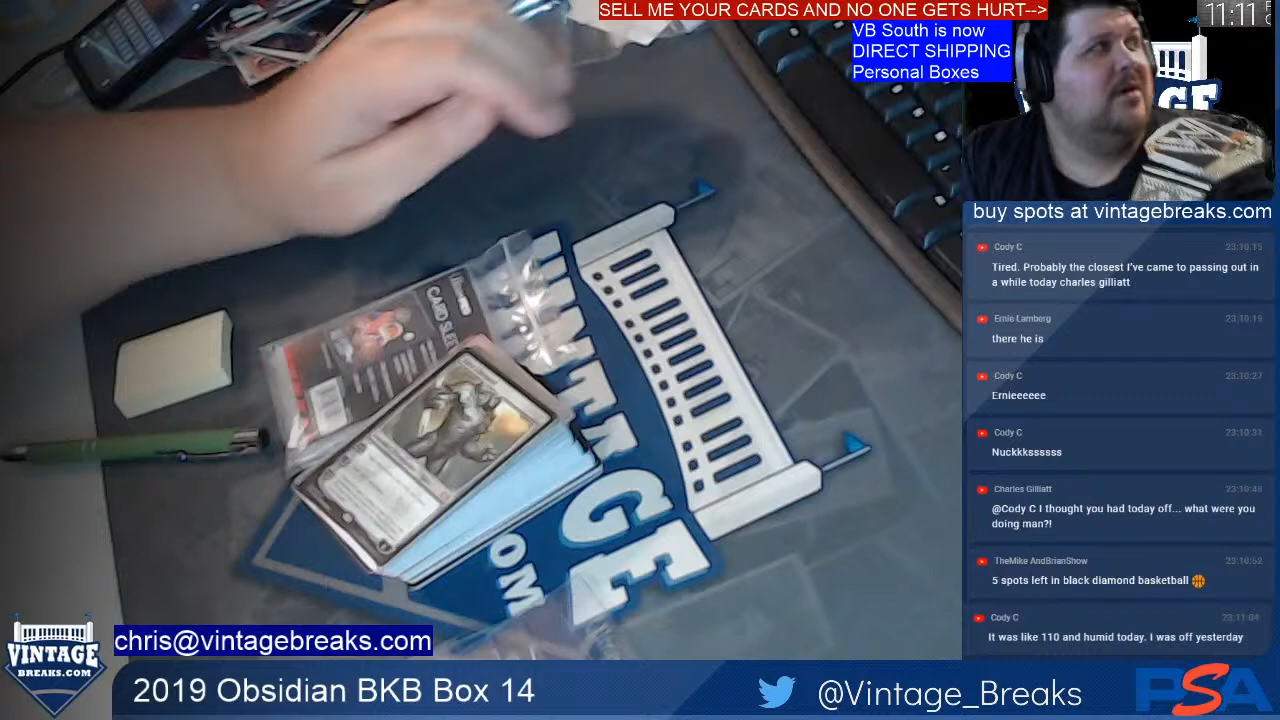 SELL ME YOUR CARDS AND NO ONE GETS HURT-->
11:11
VB South is now
DIRECT SHIPPING
Personal Boxes
buy spots at vintagebreaks.com
Cody C 23:10:15
Tired. Probably the closest I've came to passing out in
a while today charles gilliatt
Ernie Lamberg 23:10:19
there he is
Cody C 23:10:27
Ernieeeeee
Cody C 23:10:31
Nuckkkssssss
Charles Gilliatt 23:10:48
@Cody C I thought you had today off... what were you
doing man?!
TheMike AndBrianShow 23:10:52
5 spots left in black diamond basketball 🏀
Cody C 23:11:04
It was like 110 and humid today. I was off yesterday
CARD
chris@vintagebreaks.com
VINTAGE
BREAKS.COM
2019 Obsidian BKB Box 14
@Vintage_Breaks
PSA